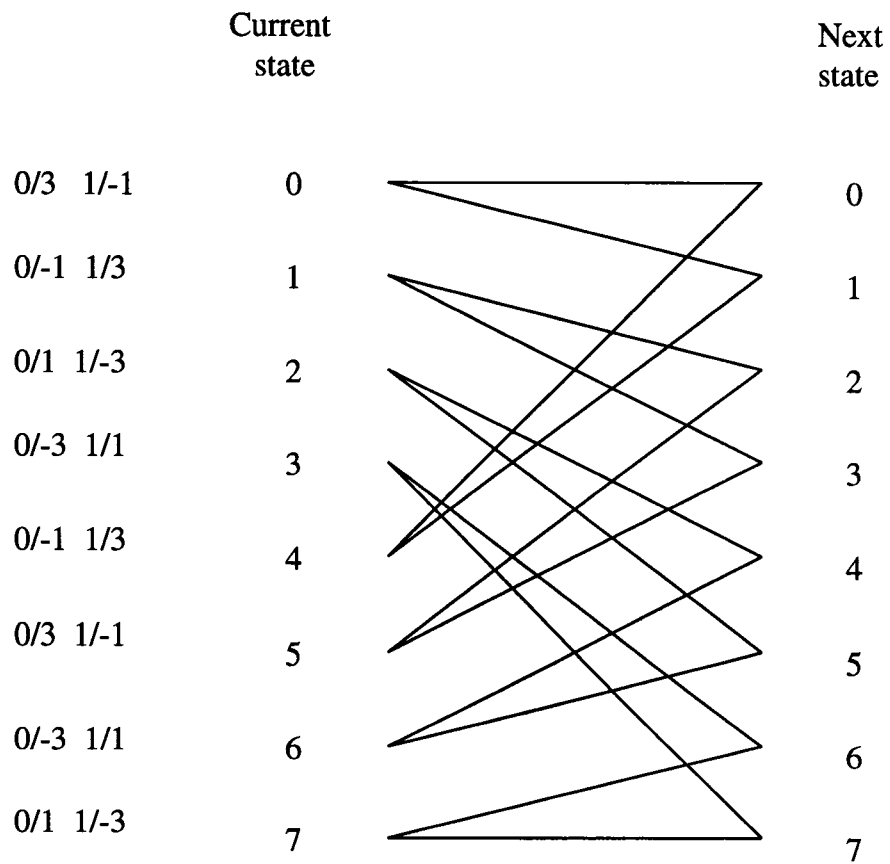 Current
state
Next
state
0/3 1/-1 0 0
0/-1 1/3 1 1
0/1 1/-3 2 2
0/-3 1/1 3 3
0/-1 1/3 4 4
0/3 1/-1 5 5
0/-3 1/1 6 6
0/1 1/-3 7 7